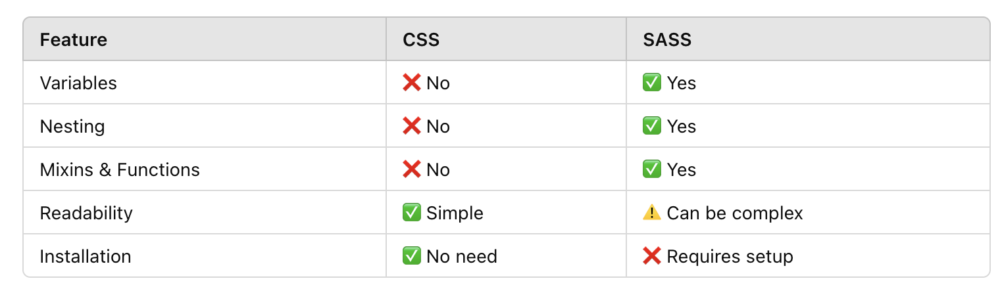 Feature CSS SASS
Variables ❌ No ✅ Yes
Nesting ❌ No ✅ Yes
Mixins & Functions ❌ No ✅ Yes
Readability ✅ Simple ⚠️ Can be complex
Installation ✅ No need ❌ Requires setup